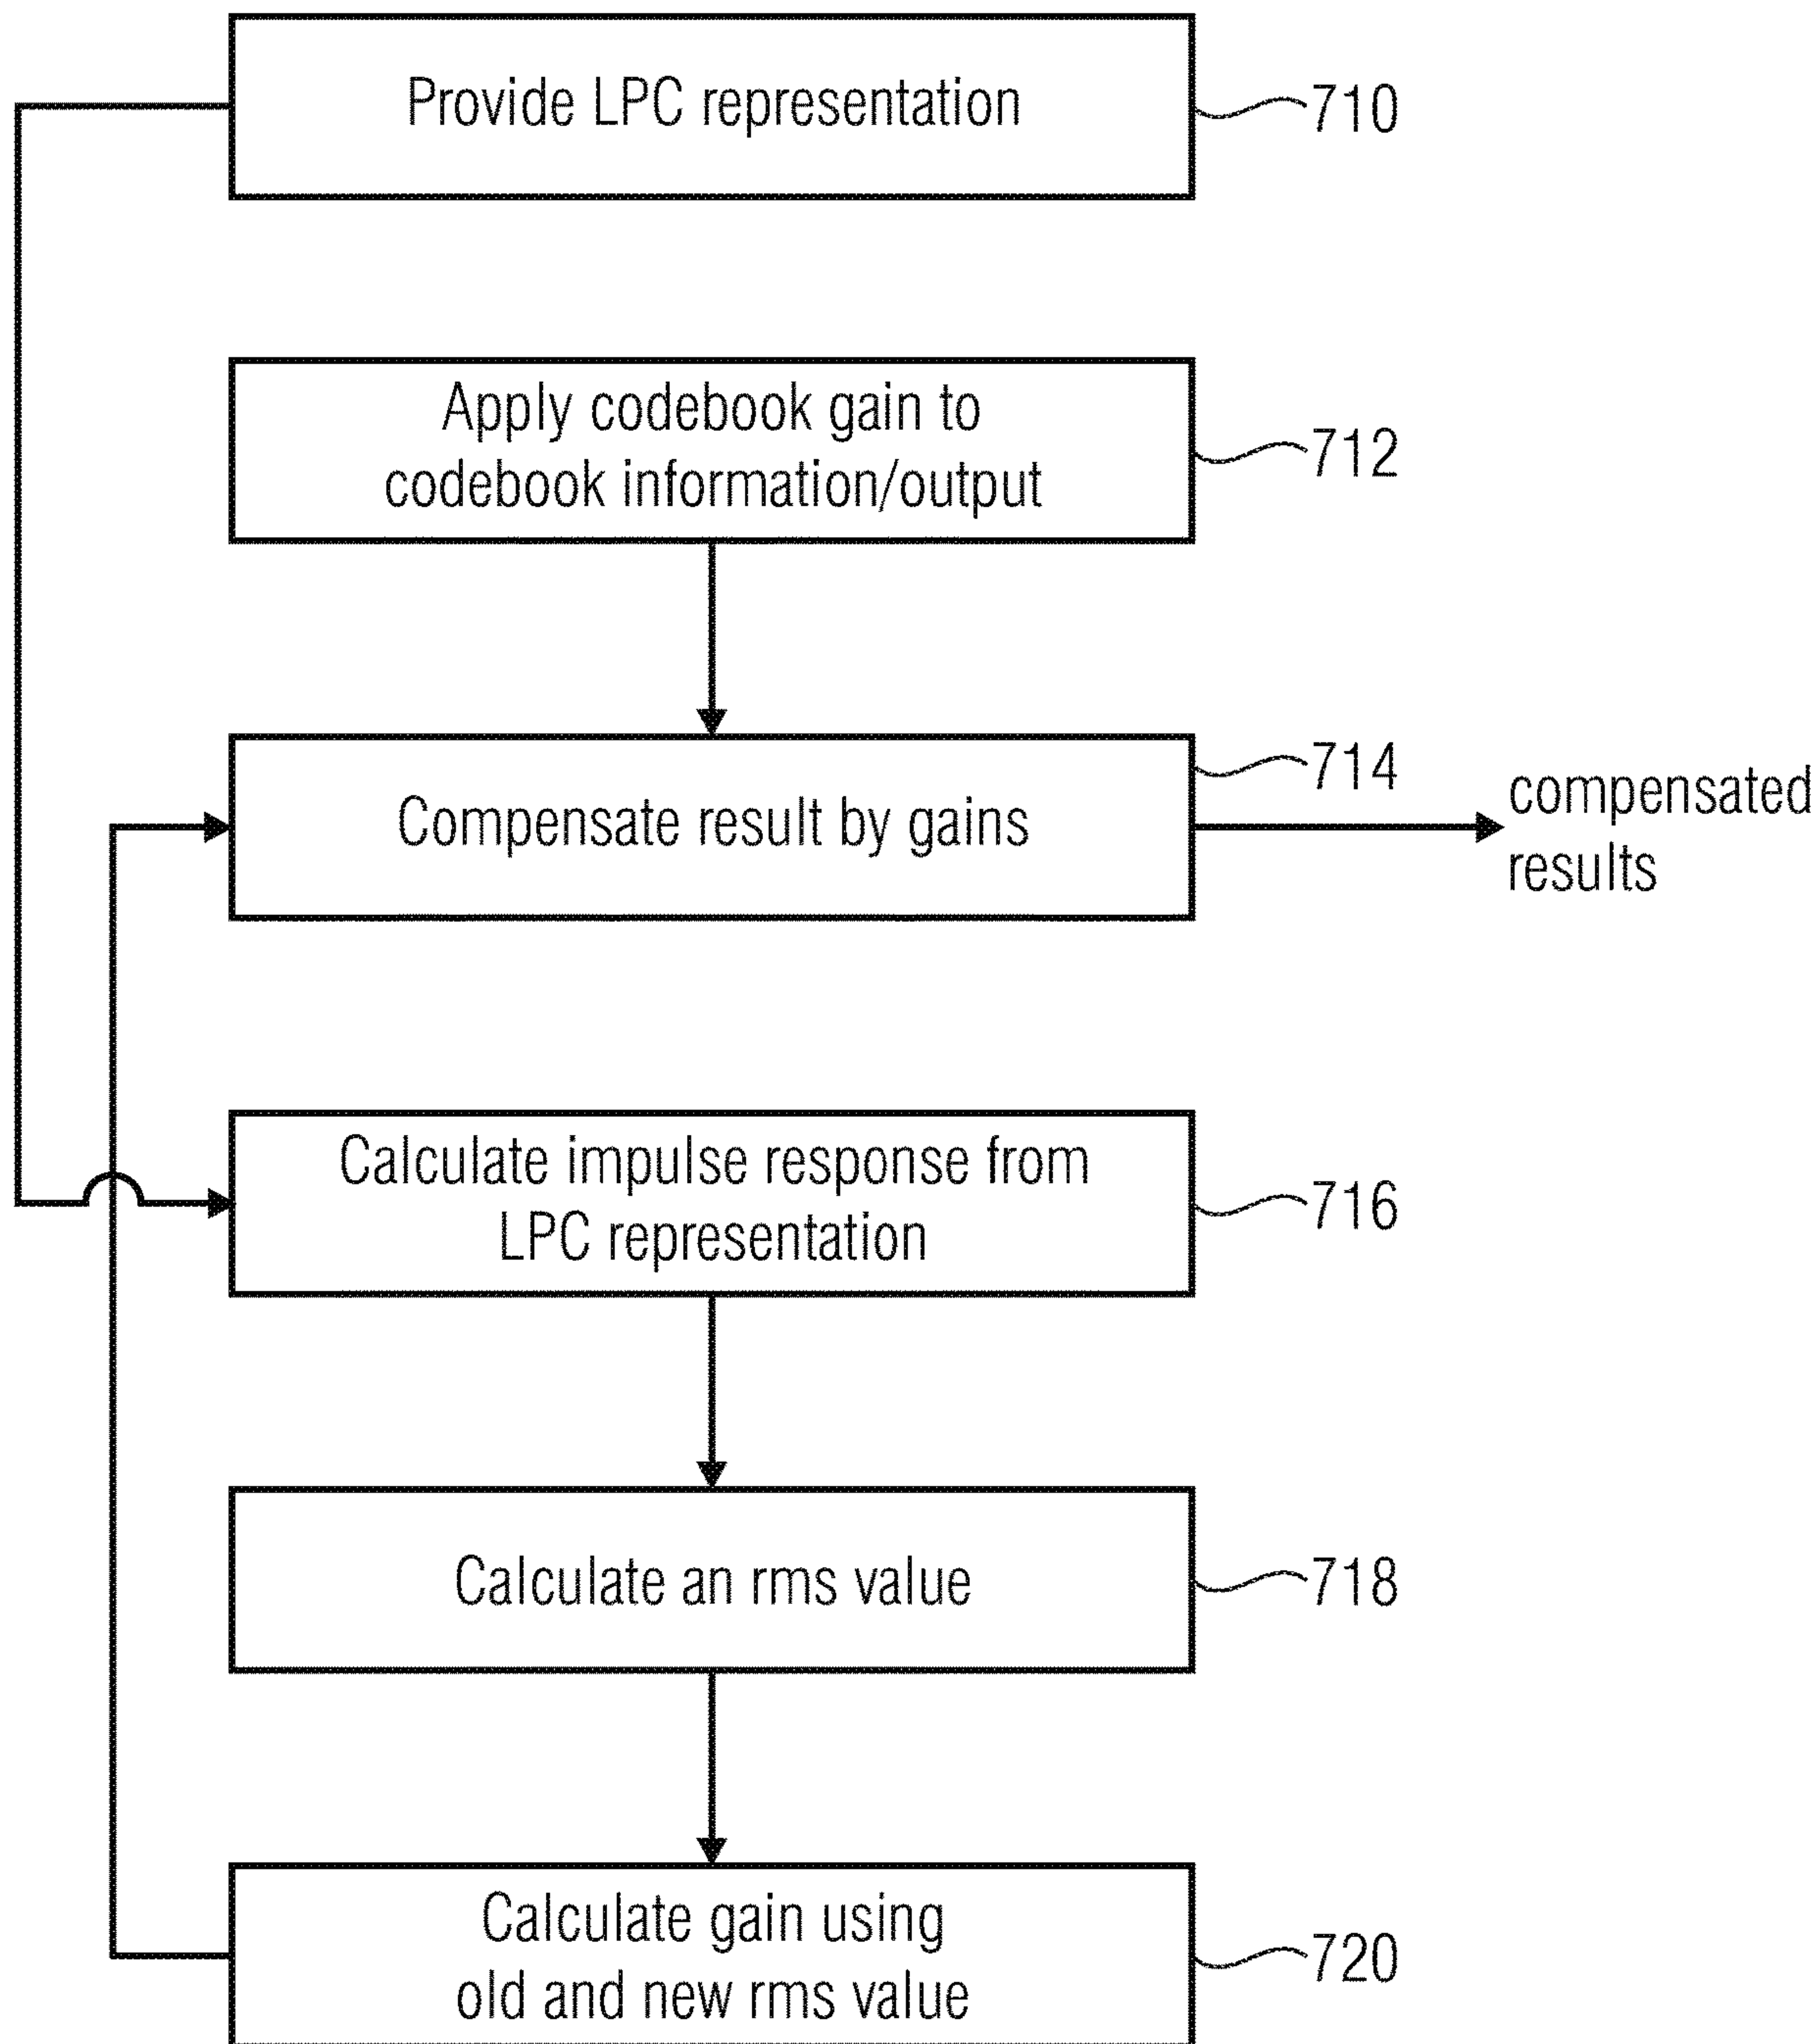 Provide LPC representation
710
Apply codebook gain to
codebook information/output
712
Compensate result by gains
714
compensated
results
Calculate impulse response from
LPC representation
716
Calculate an rms value
718
Calculate gain using
old and new rms value
720